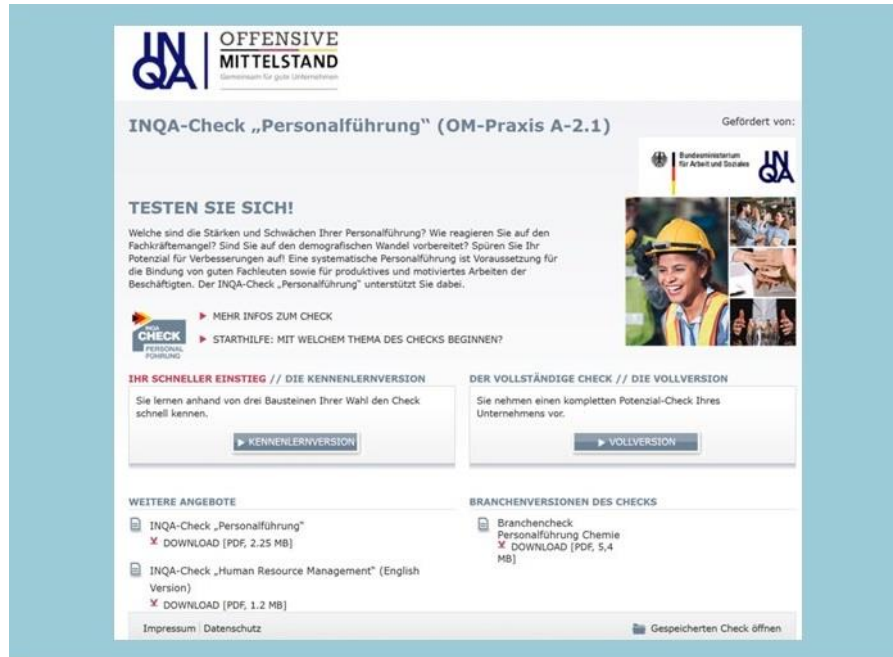 INQA
OFFENSIVE
MITTELSTAND
Gemeinsam für gute Unternehmen
INQA-Check „Personalführung“ (OM-Praxis A-2.1)
Gefördert von:
Bundesministerium
für Arbeit und Soziales
INQA
TESTEN SIE SICH!
Welche sind die Stärken und Schwächen Ihrer Personalführung? Wie reagieren Sie auf den
Fachkräftemangel? Sind Sie auf den demografischen Wandel vorbereitet? Spüren Sie Ihr
Potenzial für Verbesserungen auf! Eine systematische Personalführung ist Voraussetzung für
die Bindung von guten Fachleuten sowie für produktives und motiviertes Arbeiten der
Beschäftigten. Der INQA-Check „Personalführung“ unterstützt Sie dabei.
INQA
CHECK
PERSONAL
FÜHRUNG
MEHR INFOS ZUM CHECK
STARTHILFE: MIT WELCHEM THEMA DES CHECKS BEGINNEN?
IHR SCHNELLER EINSTIEG // DIE KENNENLERNVERSION
Sie lernen anhand von drei Bausteinen Ihrer Wahl den Check
schnell kennen.
KENNENLERNVERSION
DER VOLLSTÄNDIGE CHECK // DIE VOLLVERSION
Sie nehmen einen kompletten Potenzial-Check Ihres
Unternehmens vor.
VOLLVERSION
WEITERE ANGEBOTE
INQA-Check „Personalführung“
DOWNLOAD [PDF, 2.25 MB]
INQA-Check „Human Resource Management“ (English
Version)
DOWNLOAD [PDF, 1.2 MB]
BRANCHENVERSIONEN DES CHECKS
Branchencheck
Personalführung Chemie
DOWNLOAD [PDF, 5,4
MB]
Impressum | Datenschutz
Gespeicherten Check öffnen